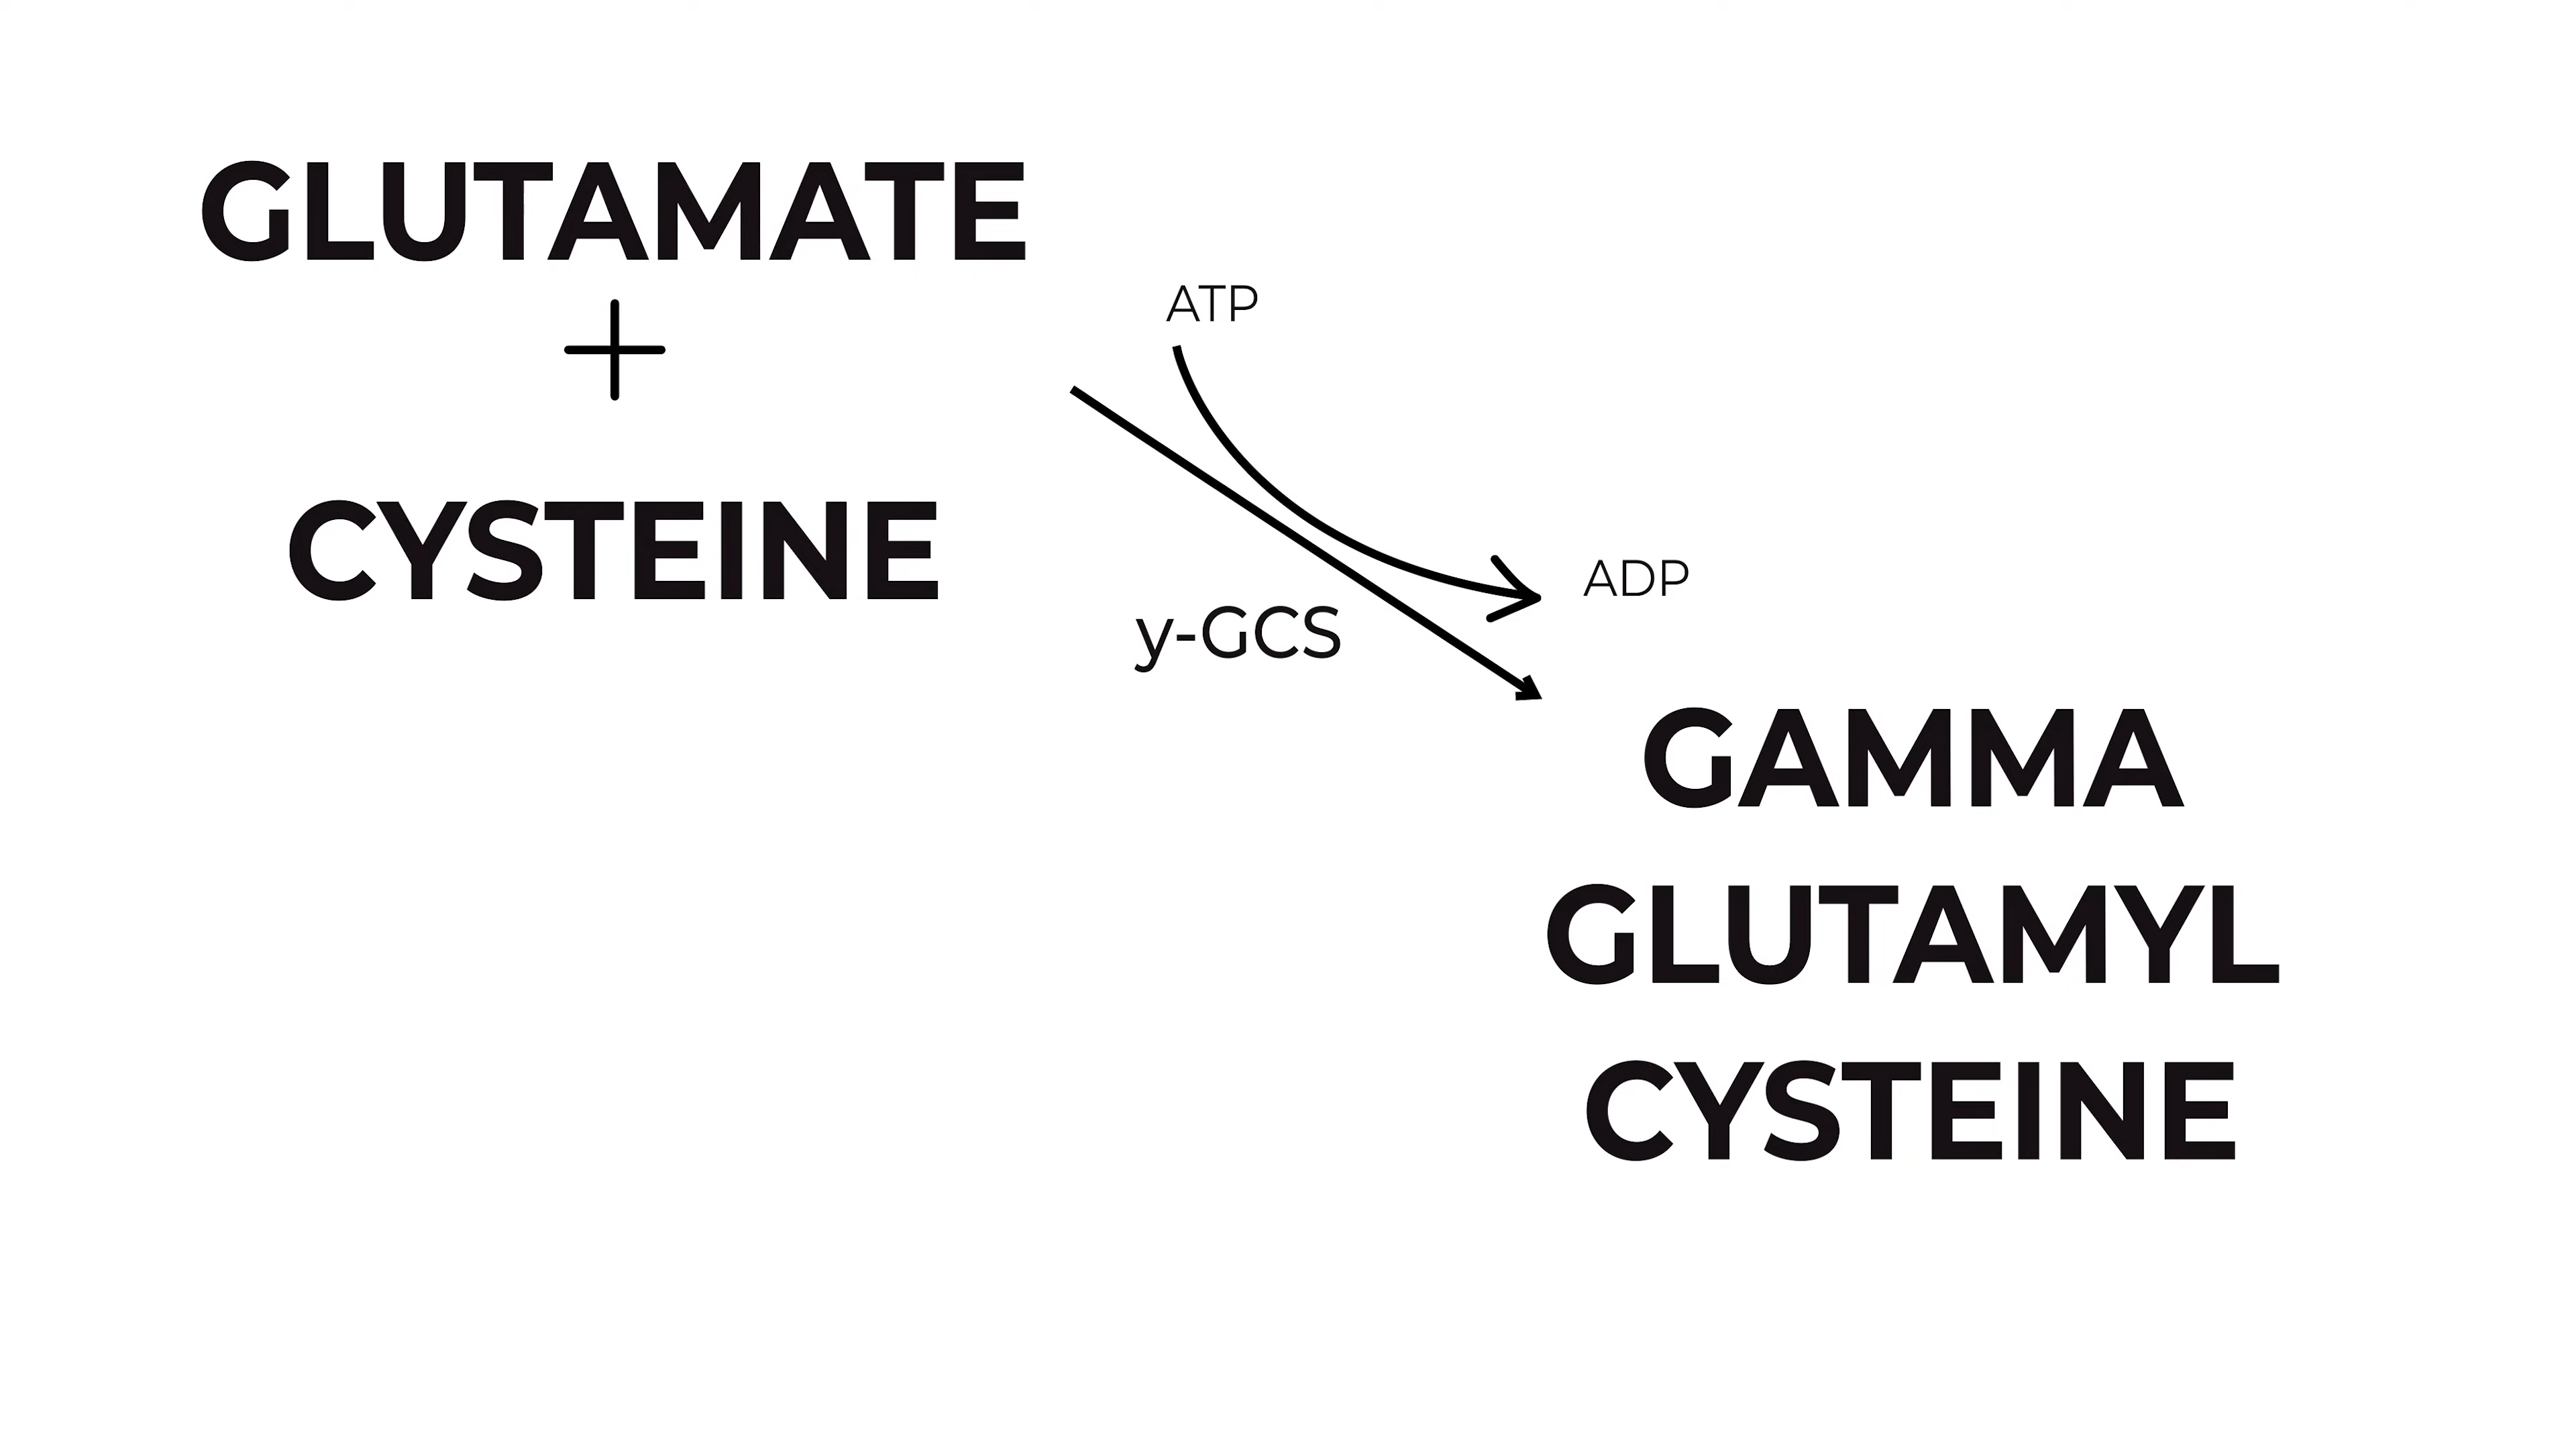 GLUTAMATE
+
CYSTEINE
ATP
ADP
y-GCS
GAMMA
GLUTAMYL
CYSTEINE